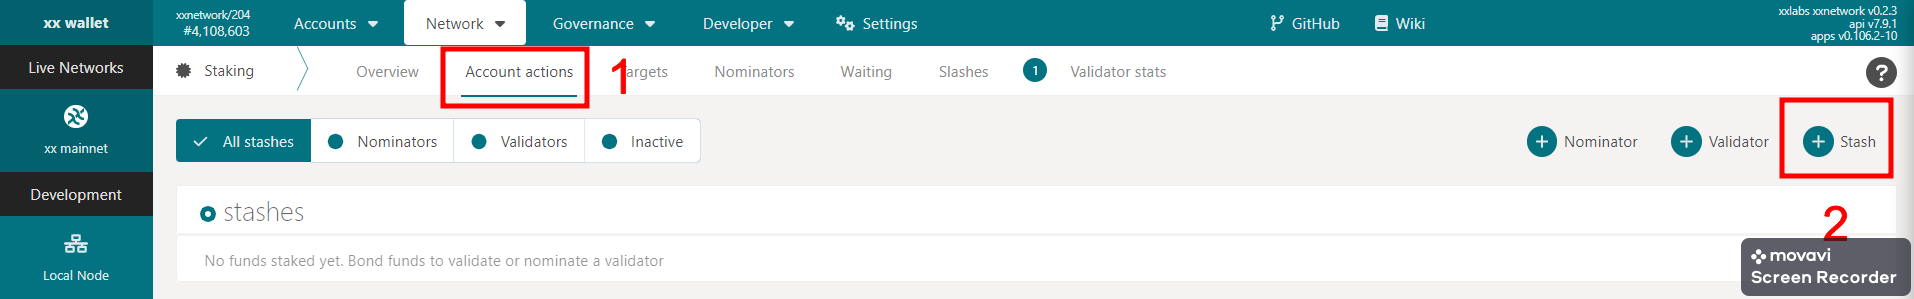 xx wallet
xxnetwork/204
#4,108,603
Accounts
Network
Governance
Developer
Settings
GitHub
Wiki
xxlabs xxnetwork v0.2.3
api v7.9.1
apps v0.106.2-10
Live Networks
xx mainnet
Development
Local Node
Staking
Overview
Account actions
1
argets
Nominators
Waiting
Slashes
1
Validator stats
?
All stashes
Nominators
Validators
Inactive
Nominator
Validator
Stash
2
stashes
No funds staked yet. Bond funds to validate or nominate a validator
movavi
Screen Recorder